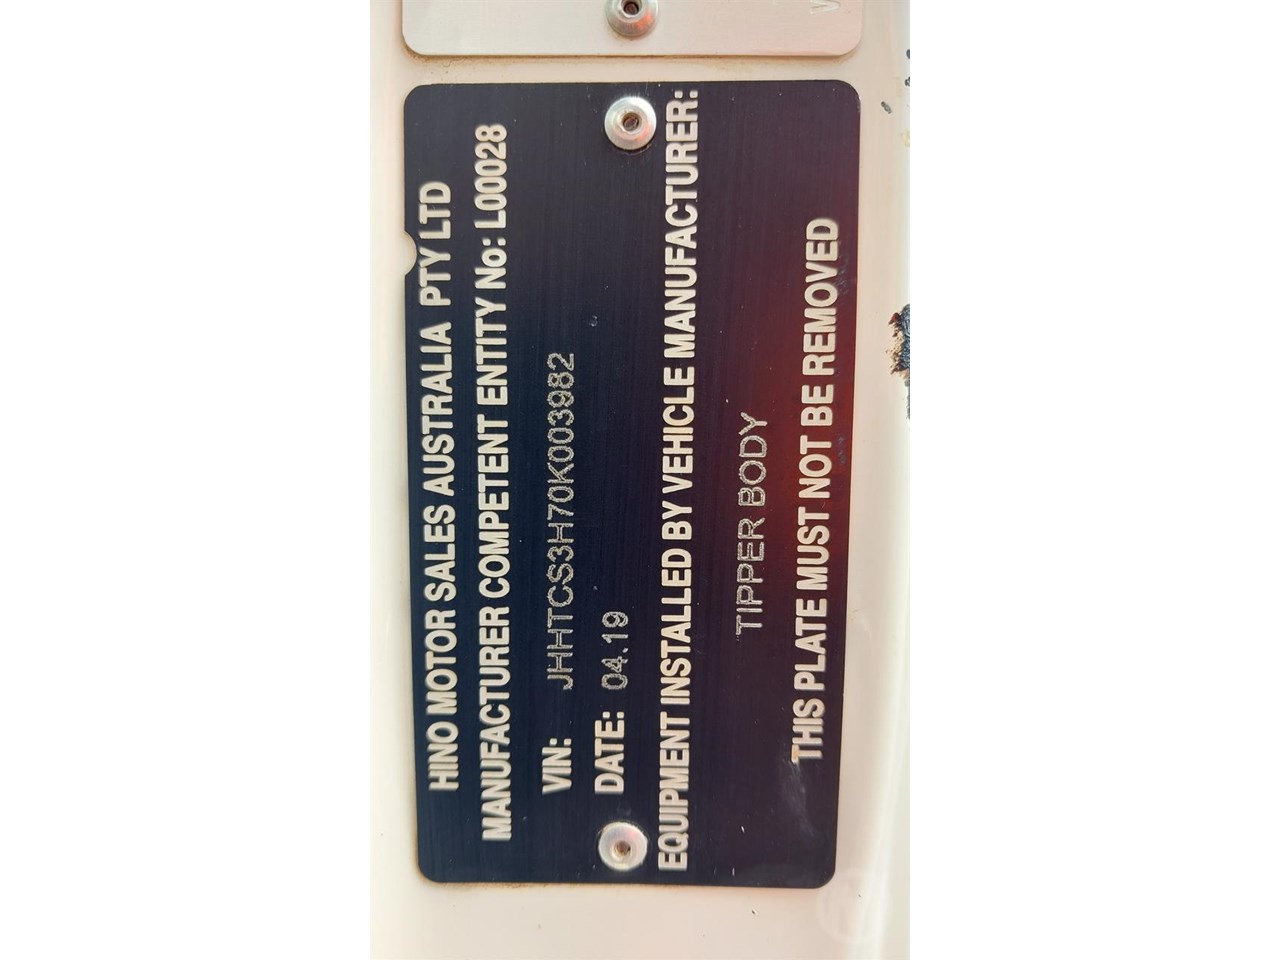 HINO MOTOR SALES AUSTRALIA PTY LTD
MANUFACTURER COMPETENT ENTITY No: L00028
VIN: JHHTCS3H70K003982
DATE: 04.19
EQUIPMENT INSTALLED BY VEHICLE MANUFACTURER:
TIPPER BODY
THIS PLATE MUST NOT BE REMOVED